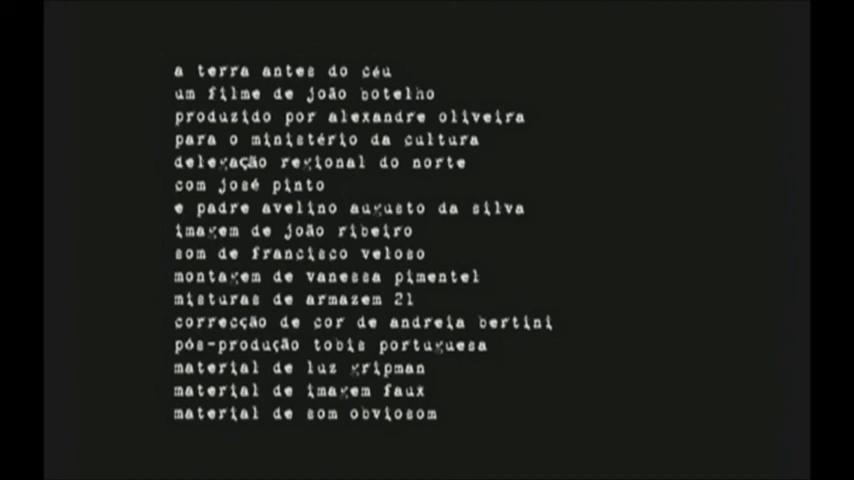 a terra antes do céu
um filme de joão botelho
produzido por alexandre oliveira
para o ministério da cultura
delegação regional do norte
com josé pinto
e padre avelino augusto da silva
imagem de joão ribeiro
som de francisco veloso
montagem de vanessa pimentel
misturas de armazem 21
correcção de cor de andreia bertini
pós-produção tobis portuguesa
material de luz gripman
material de imagem faux
material de som obviosom